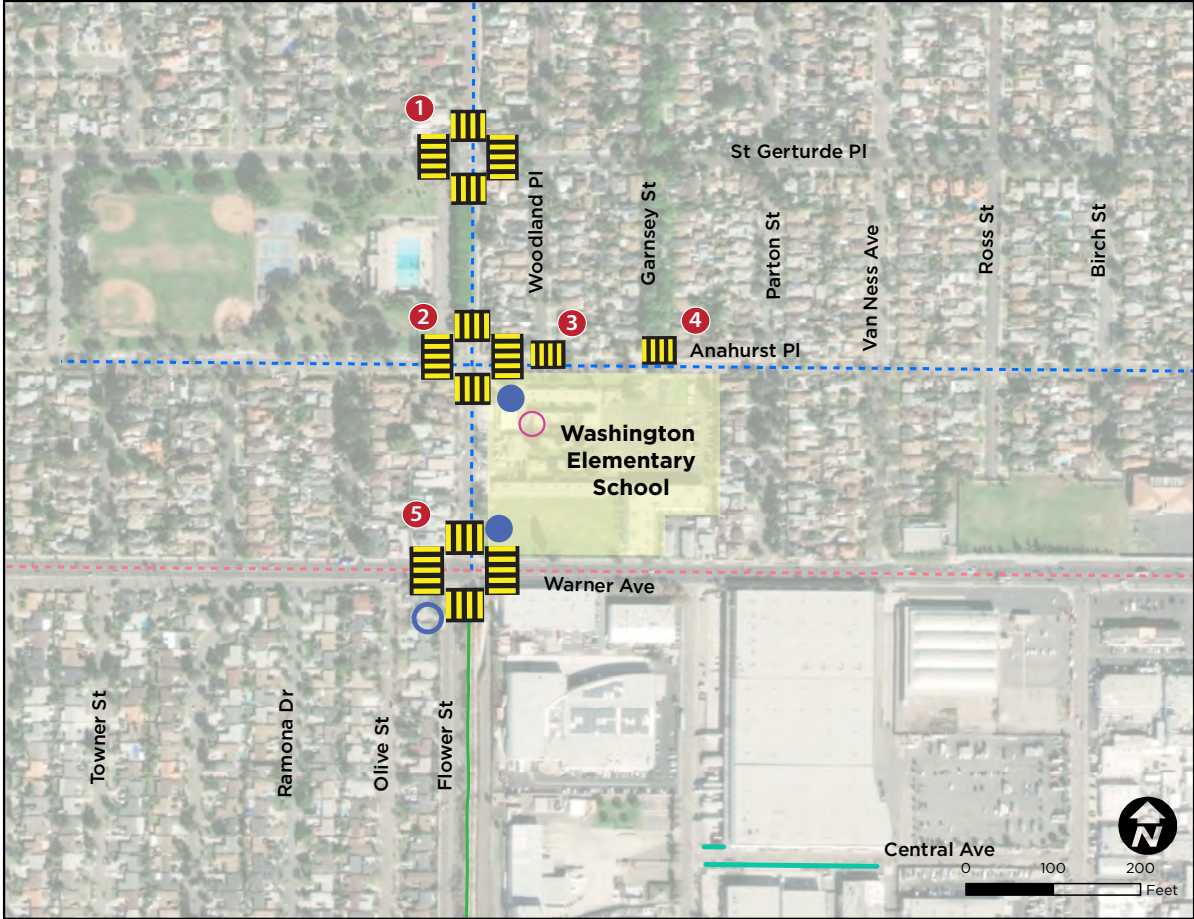 1
St Gerturde Pl
Woodland Pl
Garnsey St
Parton St
Van Ness Ave
Ross St
Birch St
2
3
4
Anahurst Pl
Washington
Elementary
School
5
Warner Ave
Towner St
Ramona Dr
Olive St
Flower St
Central Ave
N
0 100 200
Feet